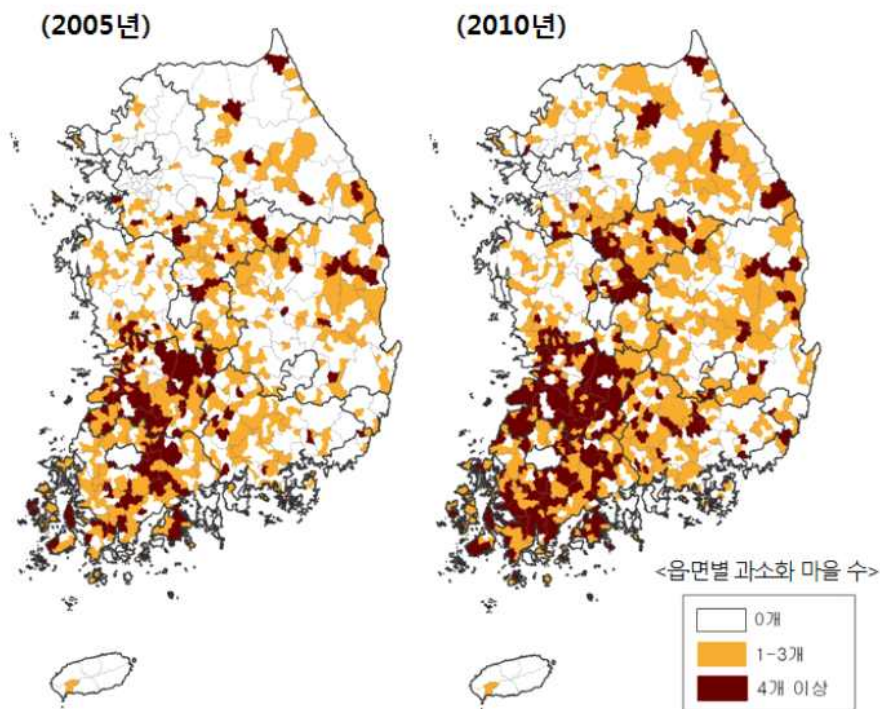 (2005년)
(2010년)
<읍·면별 과소화 마을 수>
0개
1-3개
4개 이상